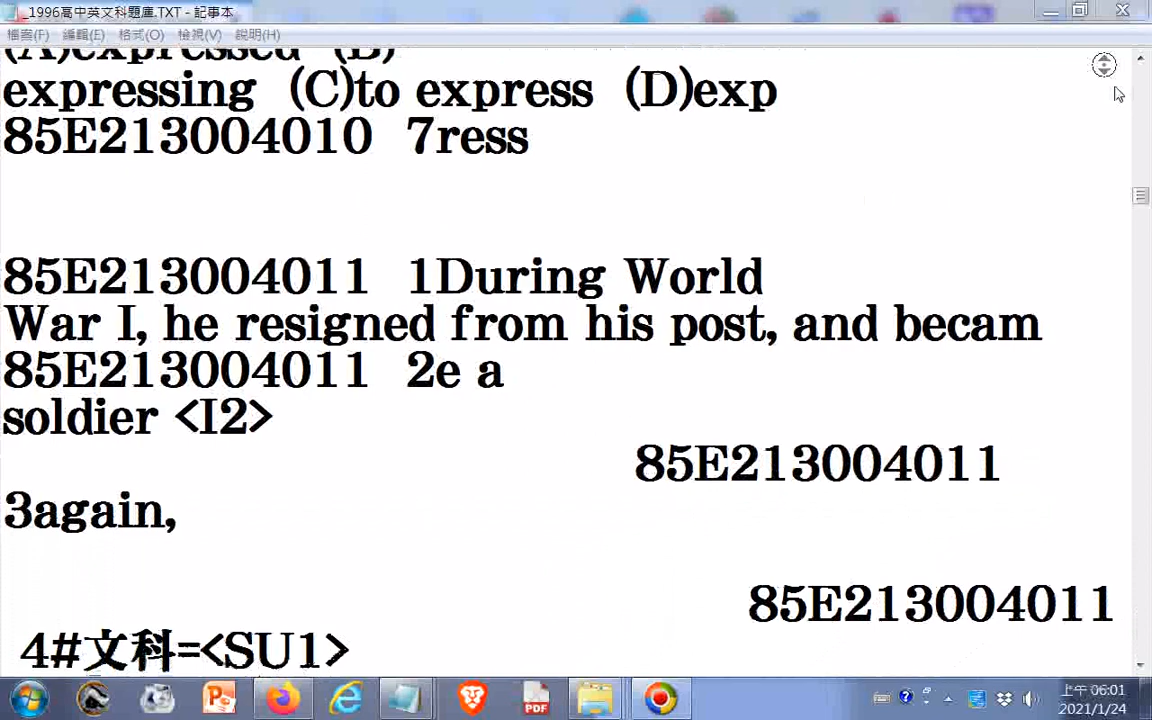 _1996高中英文科題庫.TXT - 記事本
檔案(F) 編輯(E) 格式(O) 檢視(V) 說明(H)
(A)expressed (B)
expressing (C)to express (D)exp
85E213004010 7ress
85E213004011 1During World
War I, he resigned from his post, and becam
85E213004011 2e a
soldier <I2>
85E213004011
3again,
85E213004011
4#文科=<SU1>
PDF
上午 06:01
2021/1/24